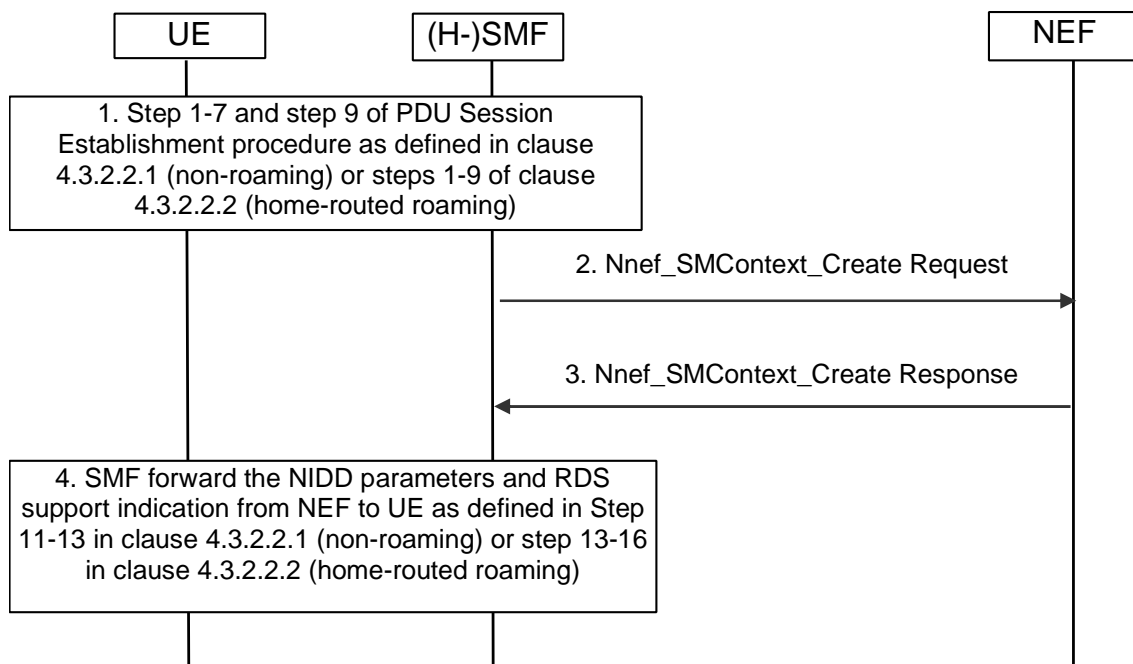 UE
(H-)SMF
NEF
1. Step 1-7 and step 9 of PDU Session
Establishment procedure as defined in clause
4.3.2.2.1 (non-roaming) or steps 1-9 of clause
4.3.2.2.2 (home-routed roaming)
2. Nnef_SMContext_Create Request
3. Nnef_SMContext_Create Response
4. SMF forward the NIDD parameters and RDS
support indication from NEF to UE as defined in Step
11-13 in clause 4.3.2.2.1 (non-roaming) or step 13-16
in clause 4.3.2.2.2 (home-routed roaming)